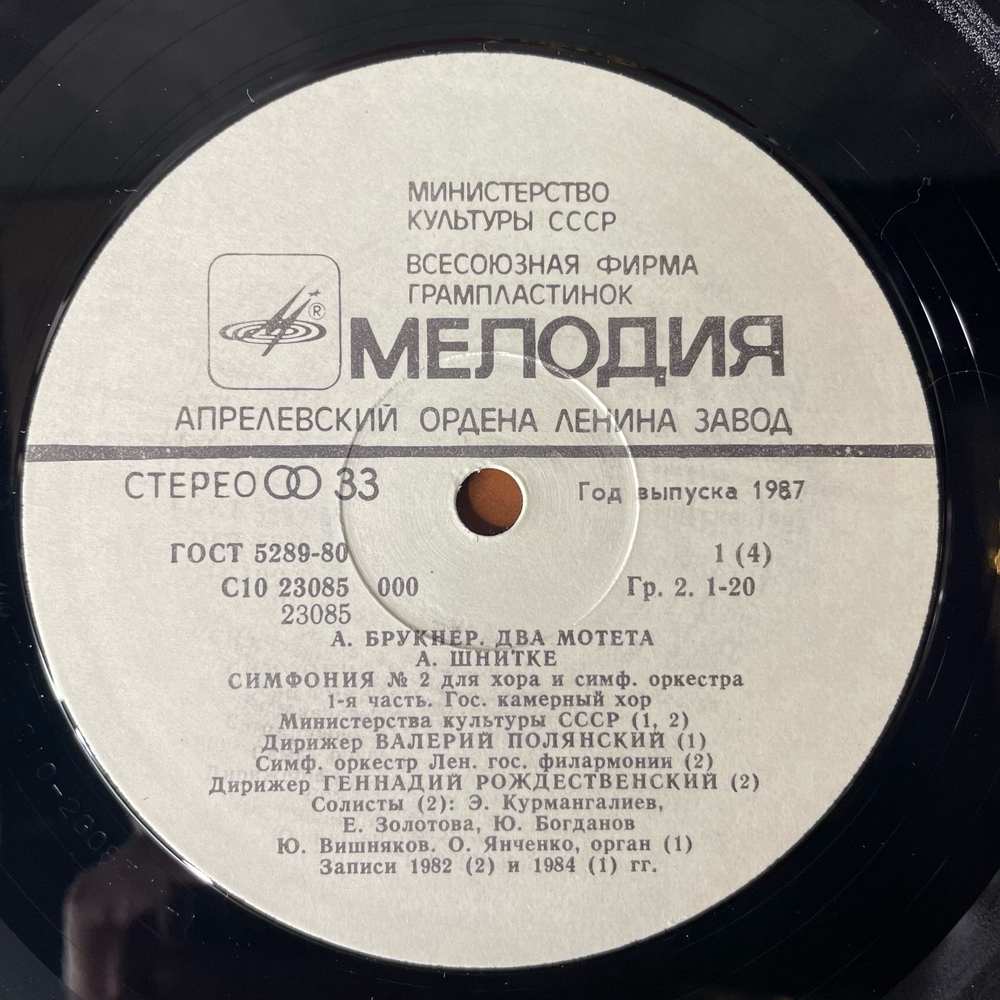 МИНИСТЕРСТВО
КУЛЬТУРЫ СССР
ВСЕСОЮЗНАЯ ФИРМА
ГРАМПЛАСТИНОК
®
МЕЛОДИЯ
АПРЕЛЕВСКИЙ ОРДЕНА ЛЕНИНА ЗАВОД
СТЕРЕО 33 Год выпуска 1987
ГОСТ 5289-80 1 (4)
С10 23085 000 Гр. 2. 1-20
23085
А. БРУКНЕР. ДВА МОТЕТА
А. ШНИТКЕ
СИМФОНИЯ № 2 для хора и симф. оркестра
1-я часть. Гос. камерный хор
Министерства культуры СССР (1, 2)
Дирижер ВАЛЕРИЙ ПОЛЯНСКИЙ (1)
Симф. оркестр Лен. гос. филармонии (2)
Дирижер ГЕННАДИЙ РОЖДЕСТВЕНСКИЙ (2)
Солисты (2): Э. Курмангалиев,
Е. Золотова, Ю. Богданов
Ю. Вишняков. О. Янченко, орган (1)
Записи 1982 (2) и 1984 (1) гг.